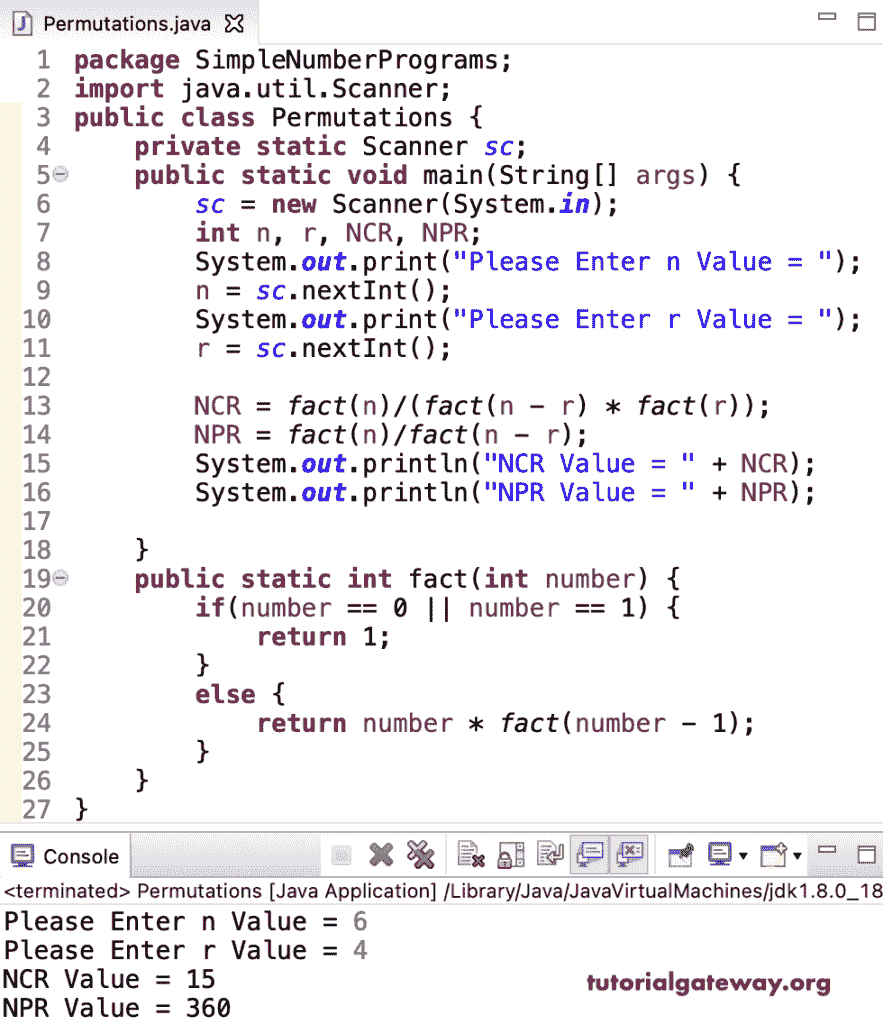 Permutations.java
1 package SimpleNumberPrograms;
2 import java.util.Scanner;
3 public class Permutations {
4     private static Scanner sc;
5     public static void main(String[] args) {
6         sc = new Scanner(System.in);
7         int n, r, NCR, NPR;
8         System.out.print("Please Enter n Value = ");
9         n = sc.nextInt();
10         System.out.print("Please Enter r Value = ");
11         r = sc.nextInt();
12
13         NCR = fact(n)/(fact(n - r) * fact(r));
14         NPR = fact(n)/fact(n - r);
15         System.out.println("NCR Value = " + NCR);
16         System.out.println("NPR Value = " + NPR);
17
18     }
19     public static int fact(int number) {
20         if(number == 0 || number == 1) {
21             return 1;
22         }
23         else {
24             return number * fact(number - 1);
25         }
26     }
27 }
Console
<terminated> Permutations [Java Application] /Library/Java/JavaVirtualMachines/jdk1.8.0_18
Please Enter n Value = 6
Please Enter r Value = 4
NCR Value = 15
tutorialgateway.org
NPR Value = 360